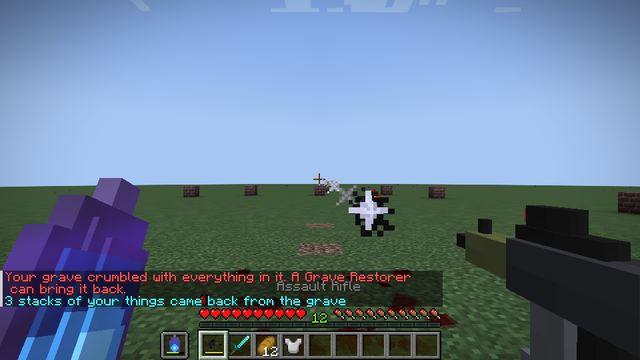 Your grave crumbled with everything in it. A Grave Restorer
can bring it back.
Assault Rifle
3 stacks of your things came back from the grave
12
12